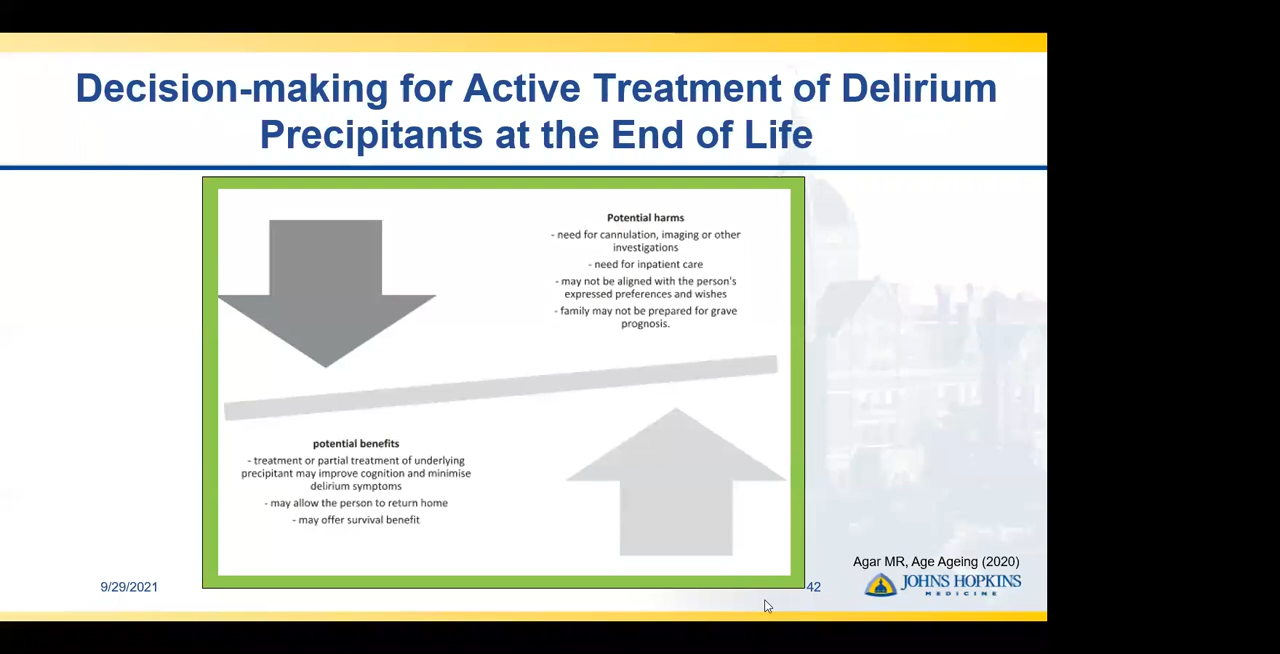 Decision-making for Active Treatment of Delirium
Precipitants at the End of Life
Potential harms
- need for cannulation, imaging or other
investigations
- need for inpatient care
- may not be aligned with the person's
expressed preferences and wishes
- family may not be prepared for grave
prognosis.
potential benefits
- treatment or partial treatment of underlying
precipitant may improve cognition and minimise
delirium symptoms
- may allow the person to return home
- may offer survival benefit
Agar MR, Age Ageing (2020)
9/29/2021
42
JOHNS HOPKINS
MEDICINE